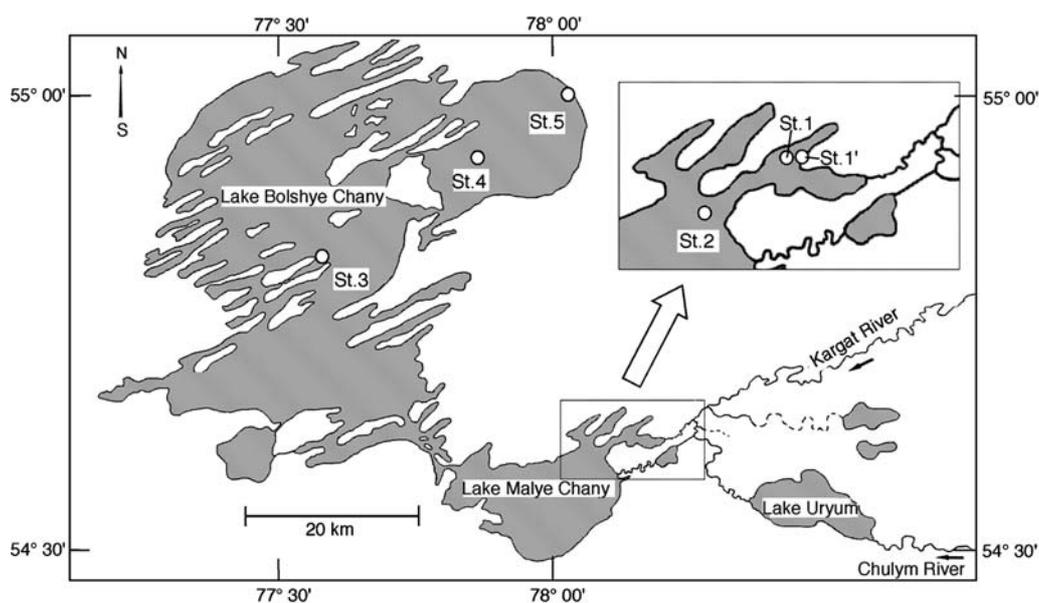 77° 30'
78° 00'
N
S
55° 00'
55° 00'
St.5
St.1
St.1'
St.4
Lake Bolshye Chany
St.2
St.3
Kargat River
Lake Malye Chany
Lake Uryum
20 km
54° 30'
54° 30'
Chulym River
77° 30'
78° 00'